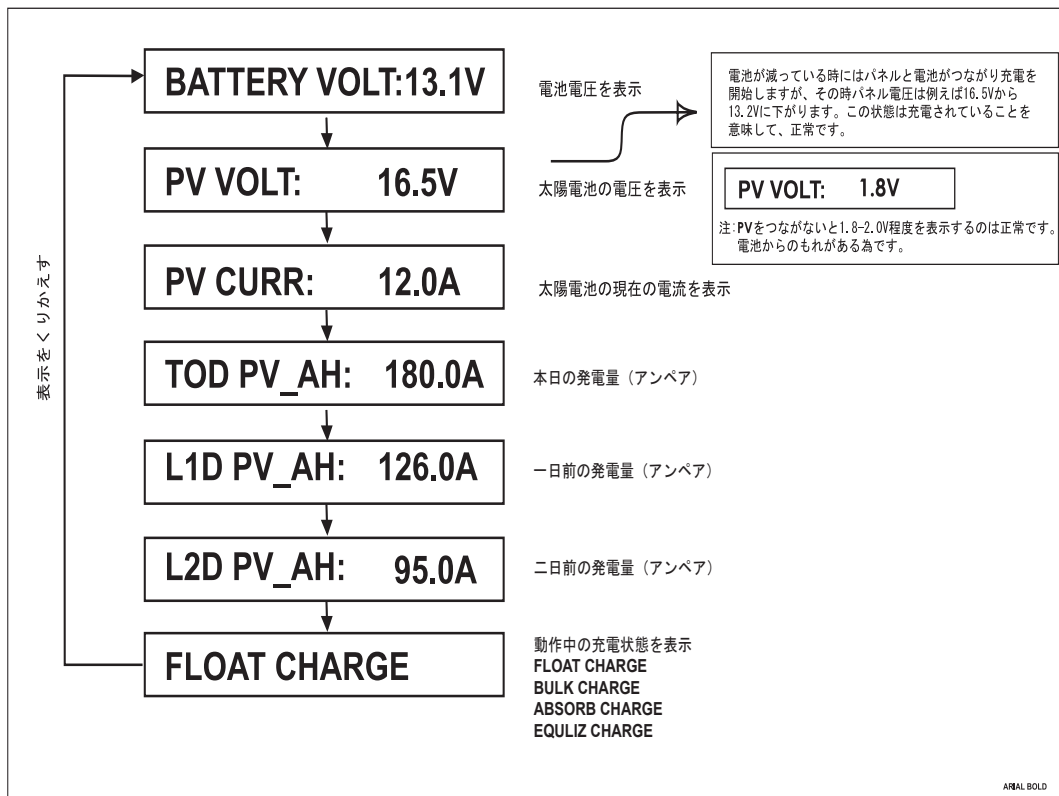 BATTERY VOLT:13.1V
電池電圧を表示
電池が減っている時にはパネルと電池がつながり充電を
開始しますが、その時パネル電圧は例えば16.5Vから
13.2Vに下がります。この状態は充電されていることを
意味して、正常です。
PV VOLT: 16.5V
太陽電池の電圧を表示
PV VOLT: 1.8V
注:PVをつながないと1.8-2.0V程度を表示するのは正常です。
電池からのもれがある為です。
PV CURR: 12.0A
太陽電池の現在の電流を表示
TOD PV_AH: 180.0A
本日の発電量(アンペア)
L1D PV_AH: 126.0A
一日前の発電量(アンペア)
L2D PV_AH: 95.0A
二日前の発電量(アンペア)
FLOAT CHARGE
動作中の充電状態を表示
FLOAT CHARGE
BULK CHARGE
ABSORB CHARGE
EQULIZ CHARGE
表示をくりかえす
ARIAL BOLD